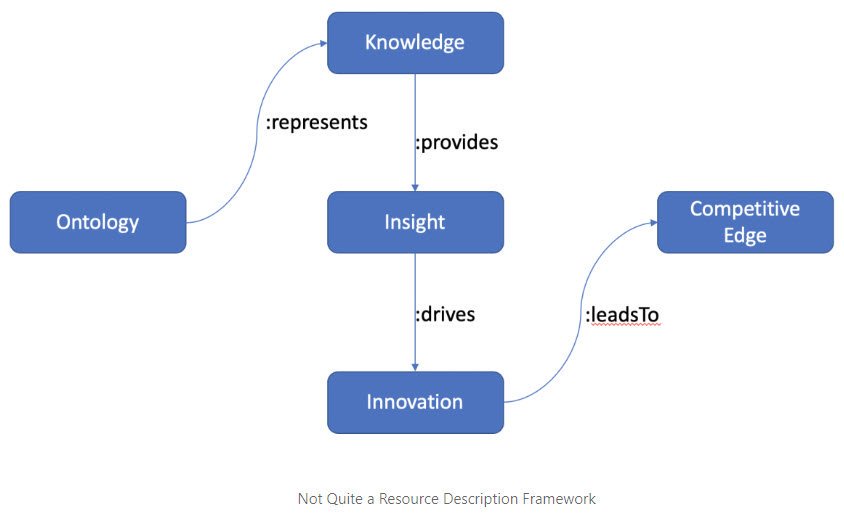 Knowledge
:represents
:provides
Ontology
Insight
Competitive
Edge
:drives
:leadsTo
Innovation
Not Quite a Resource Description Framework